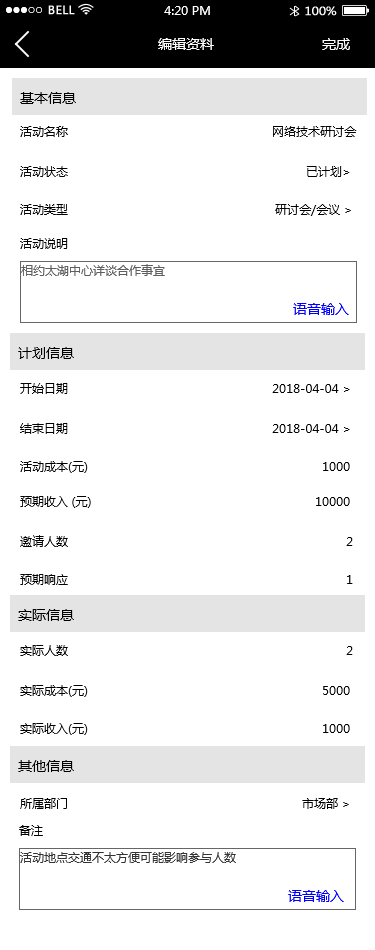 BELL 4:20 PM 100%
编辑资料 完成
基本信息
活动名称 网络技术研讨会
活动状态 已计划>
活动类型 研讨会/会议 >
活动说明
相约太湖中心详谈合作事宜
语音输入
计划信息
开始日期 2018-04-04 >
结束日期 2018-04-04 >
活动成本(元) 1000
预期收入 (元) 10000
邀请人数 2
预期响应 1
实际信息
实际人数 2
实际成本(元) 5000
实际收入(元) 1000
其他信息
所属部门 市场部 >
备注
活动地点交通不太方便可能影响参与人数
语音输入